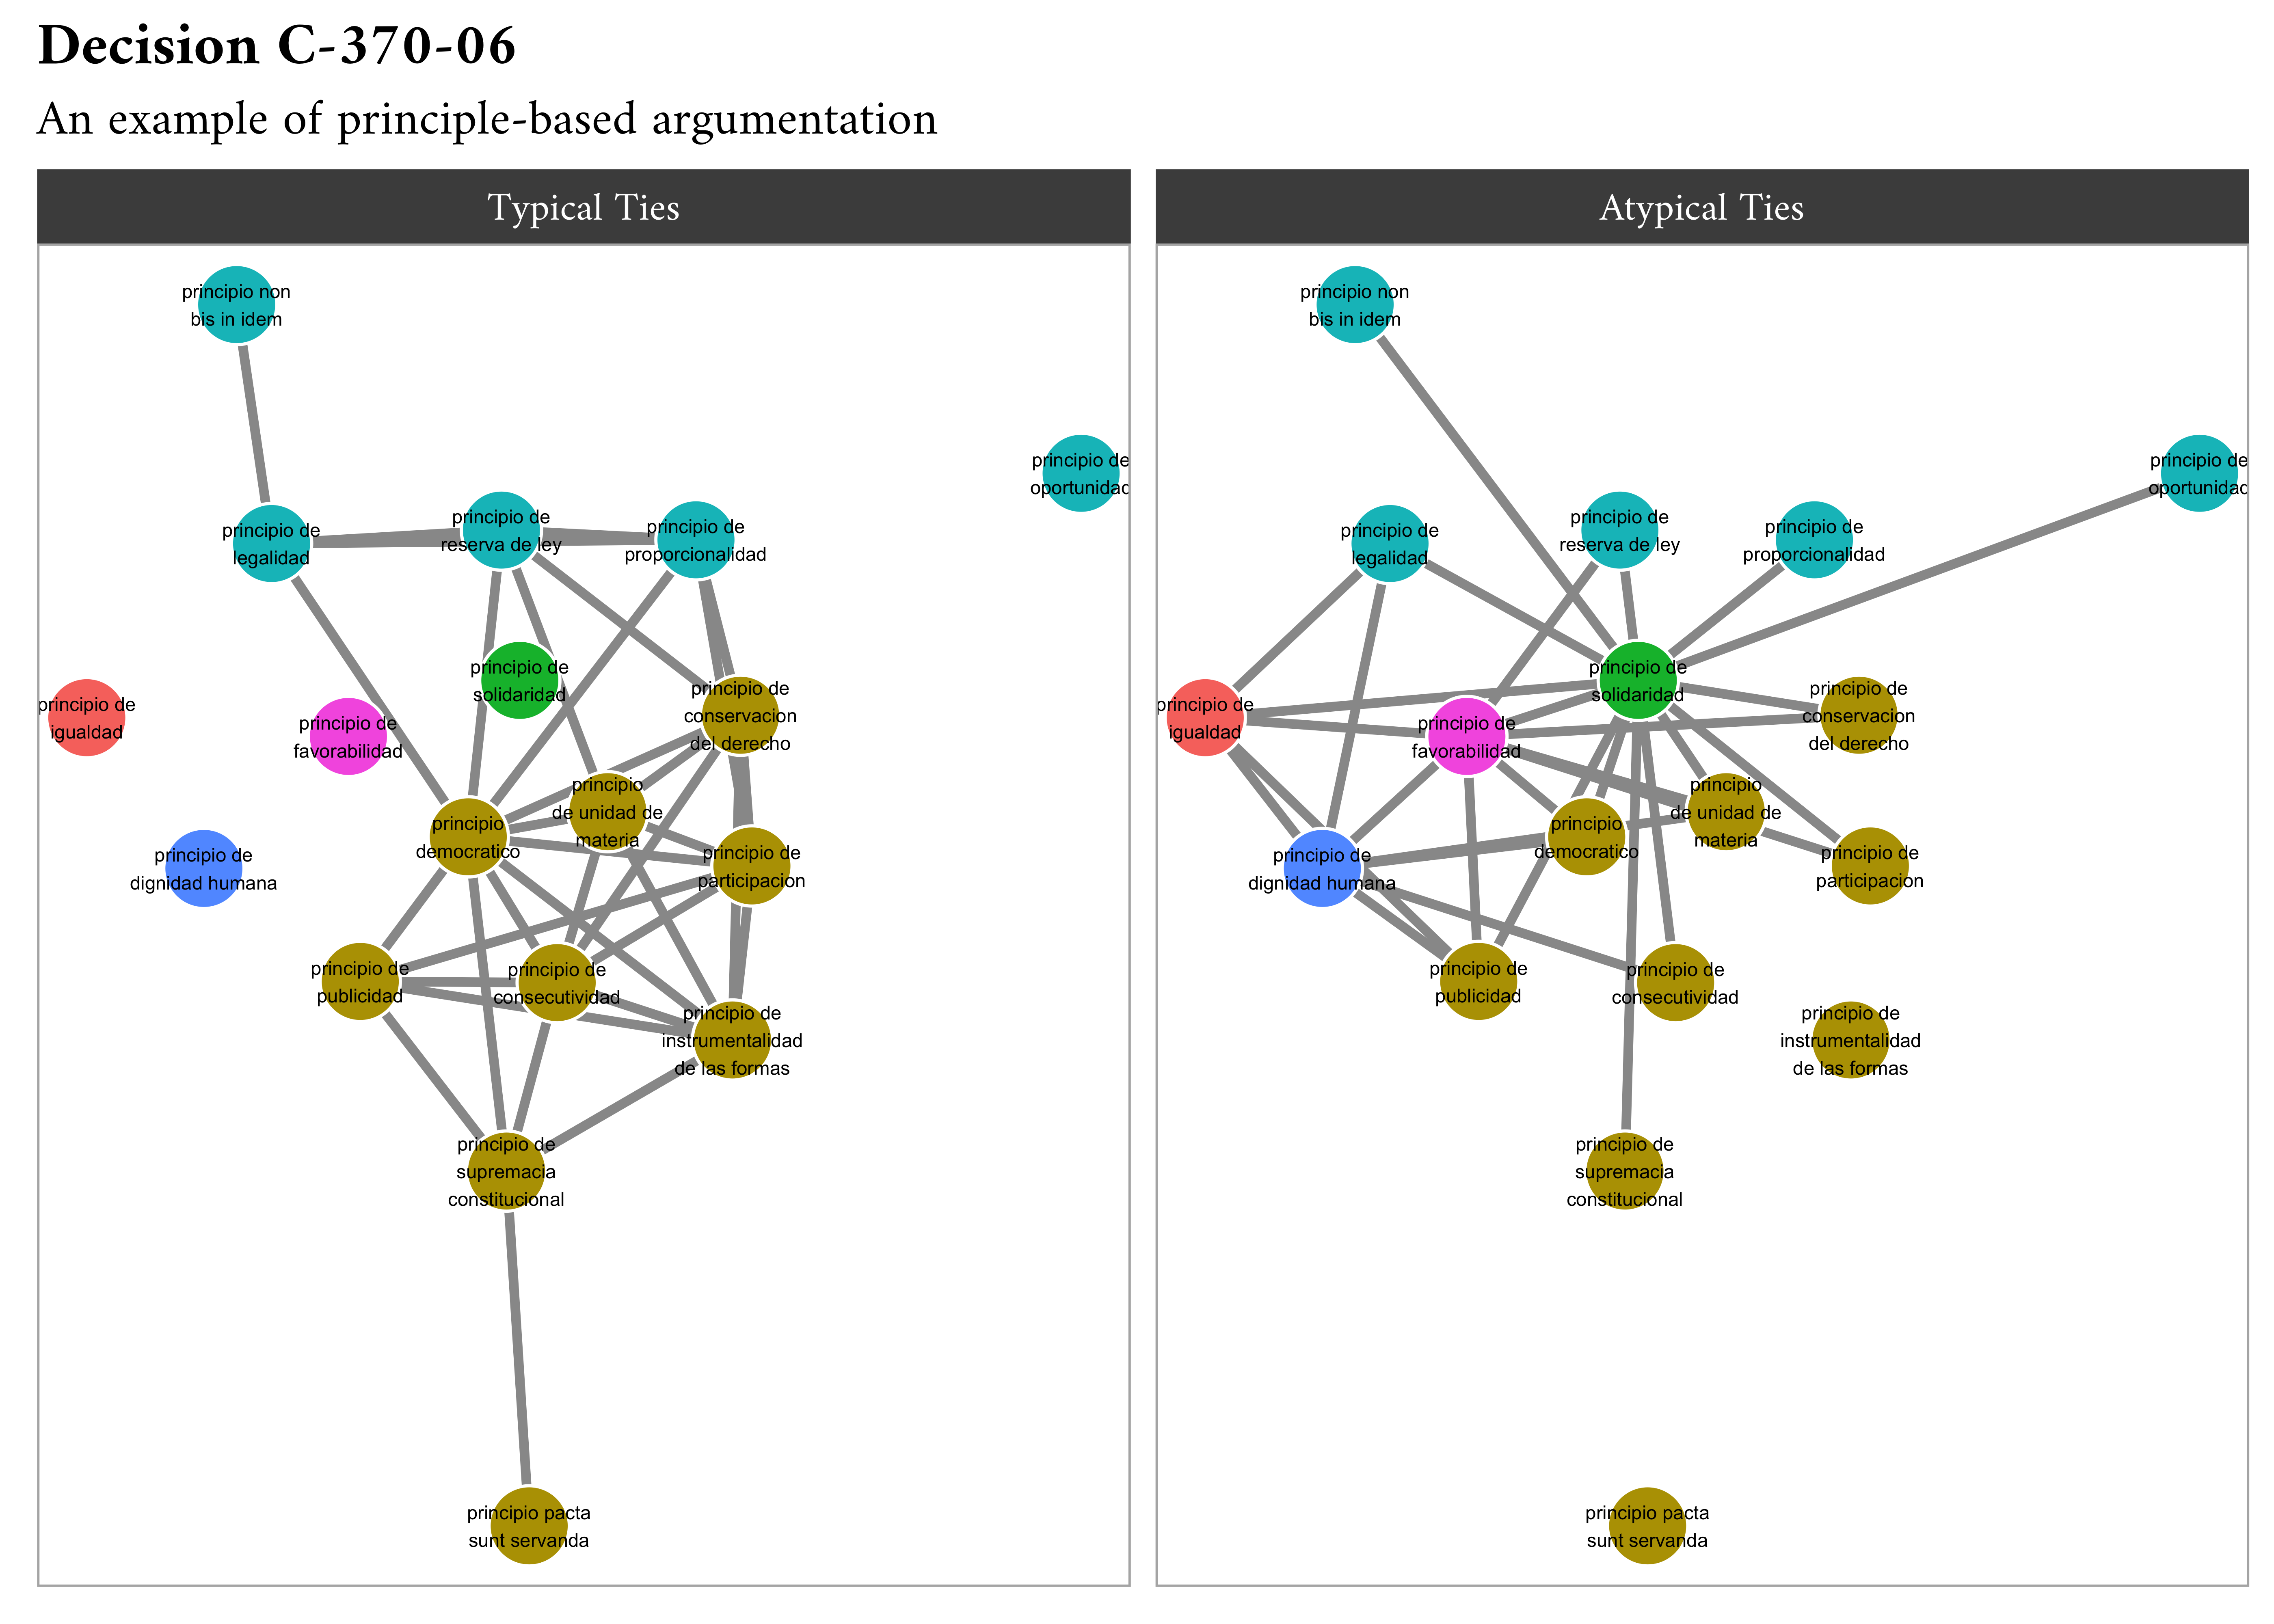 Decision C-370-06
An example of principle-based argumentation
Typical Ties
principio non
bis in idem
principio de
oportunidad
principio de
legalidad
principio de
reserva de ley
principio de
proporcionalidad
principio de
solidaridad
principio de
igualdad
principio de
favorabilidad
principio de
conservacion
del derecho
principio
de unidad de
materia
principio
democratico
principio de
dignidad humana
principio de
participacion
principio de
publicidad
principio de
consecutividad
principio de
instrumentalidad
de las formas
principio de
supremacia
constitucional
principio pacta
sunt servanda
Atypical Ties
principio non
bis in idem
principio de
oportunidad
principio de
legalidad
principio de
reserva de ley
principio de
proporcionalidad
principio de
solidaridad
principio de
igualdad
principio de
favorabilidad
principio de
conservacion
del derecho
principio
de unidad de
materia
principio
democratico
principio de
dignidad humana
principio de
participacion
principio de
publicidad
principio de
consecutividad
principio de
instrumentalidad
de las formas
principio de
supremacia
constitucional
principio pacta
sunt servanda